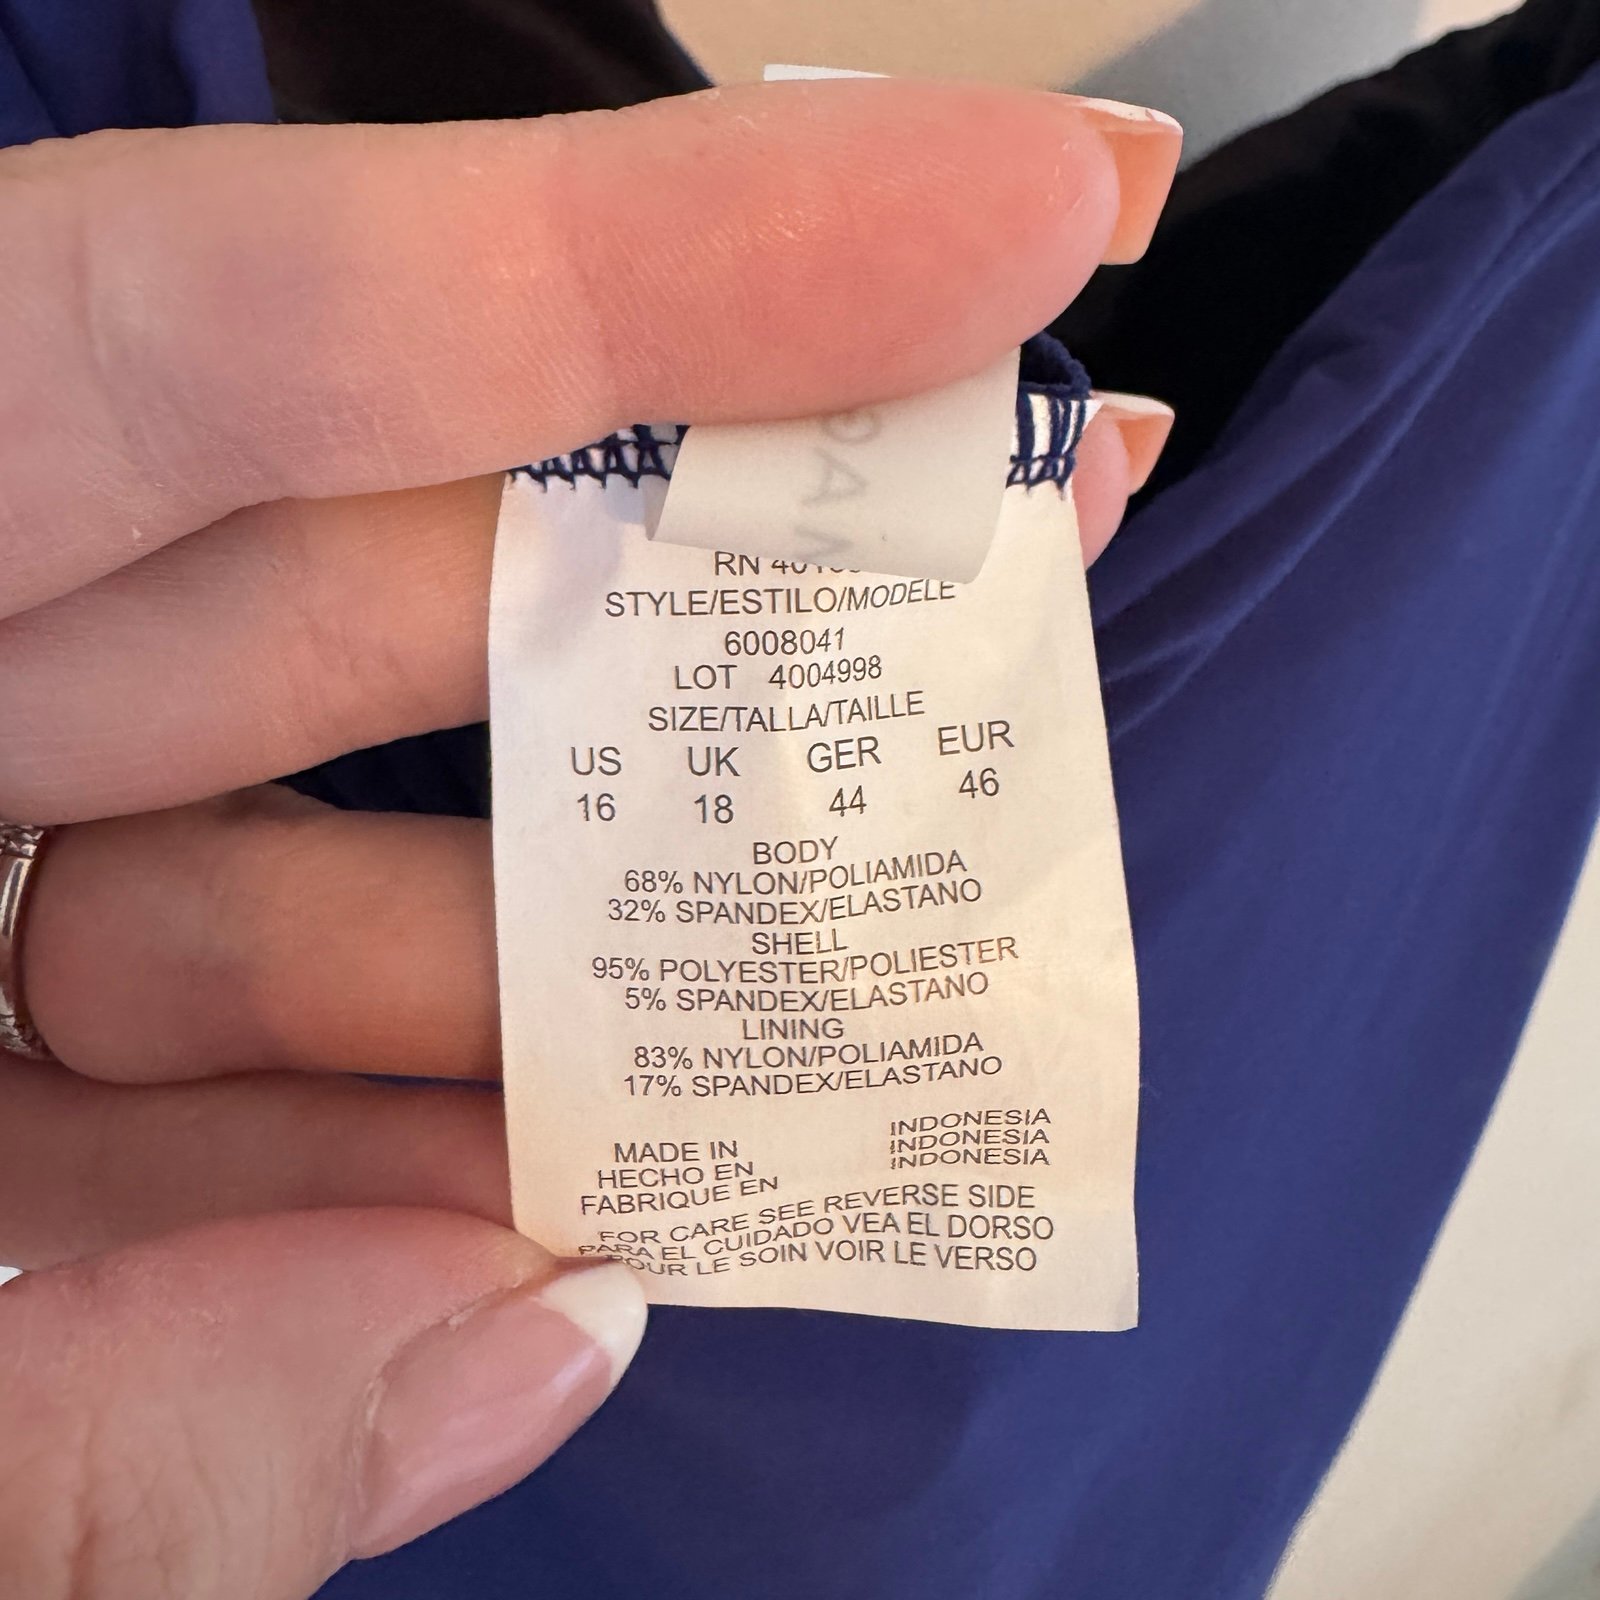 RN
STYLE/ESTILO/MODELE
6008041
LOT 4004998
SIZE/TALLA/TAILLE
US UK GER EUR
16 18 44 46
BODY
68% NYLON/POLIAMIDA
32% SPANDEX/ELASTANO
SHELL
95% POLYESTER/POLIESTER
5% SPANDEX/ELASTANO
LINING
83% NYLON/POLIAMIDA
17% SPANDEX/ELASTANO
MADE IN INDONESIA
HECHO EN INDONESIA
FABRIQUE EN INDONESIA
FOR CARE SEE REVERSE SIDE
PARA EL CUIDADO VEA EL DORSO
POUR LE SOIN VOIR LE VERSO